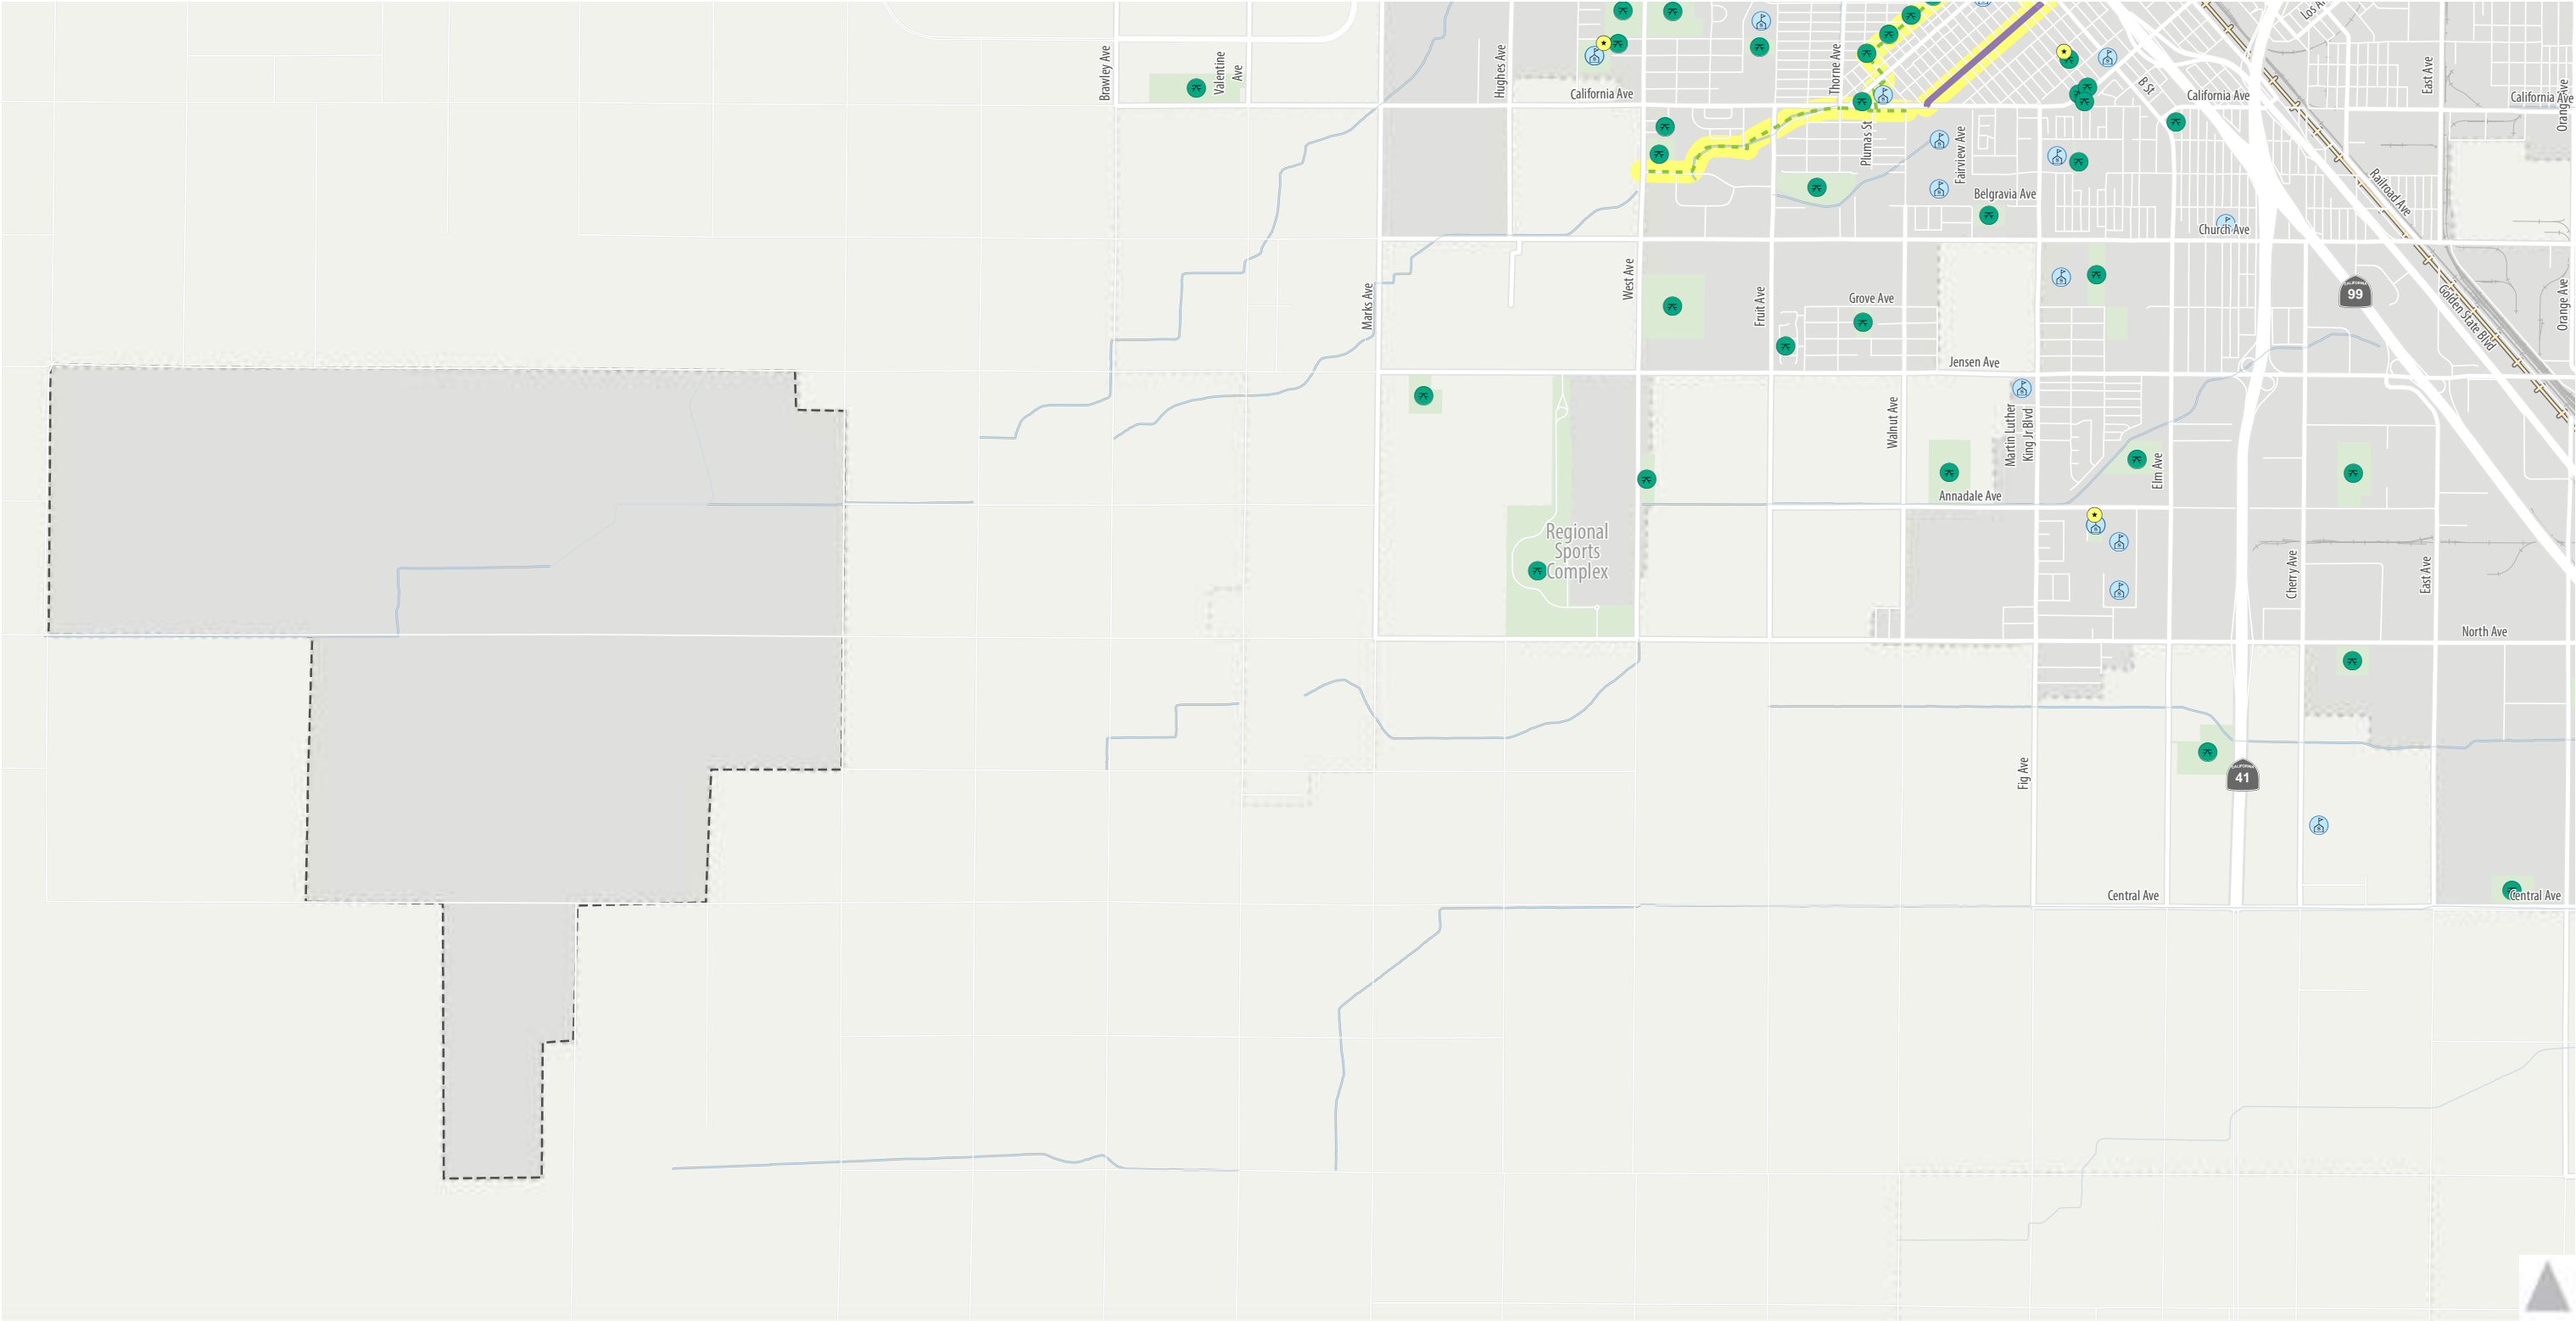 Los A
Brawley Ave
Valentine
Ave
Hughes Ave
California Ave
Thorne Ave
B St
California Ave
East Ave
California Ave
Orange Ave
Plumas St
Fairview Ave
Belgravia Ave
Railroad Ave
Church Ave
Marks Ave
West Ave
Fruit Ave
Grove Ave
CALIFORNIA
99
Golden State Blvd
Orange Ave
Jensen Ave
Walnut Ave
Martin Luther
King Jr Blvd
Elm Ave
Annadale Ave
Regional
Sports
Complex
Cherry Ave
East Ave
North Ave
Fig Ave
CALIFORNIA
41
Central Ave
Central Ave